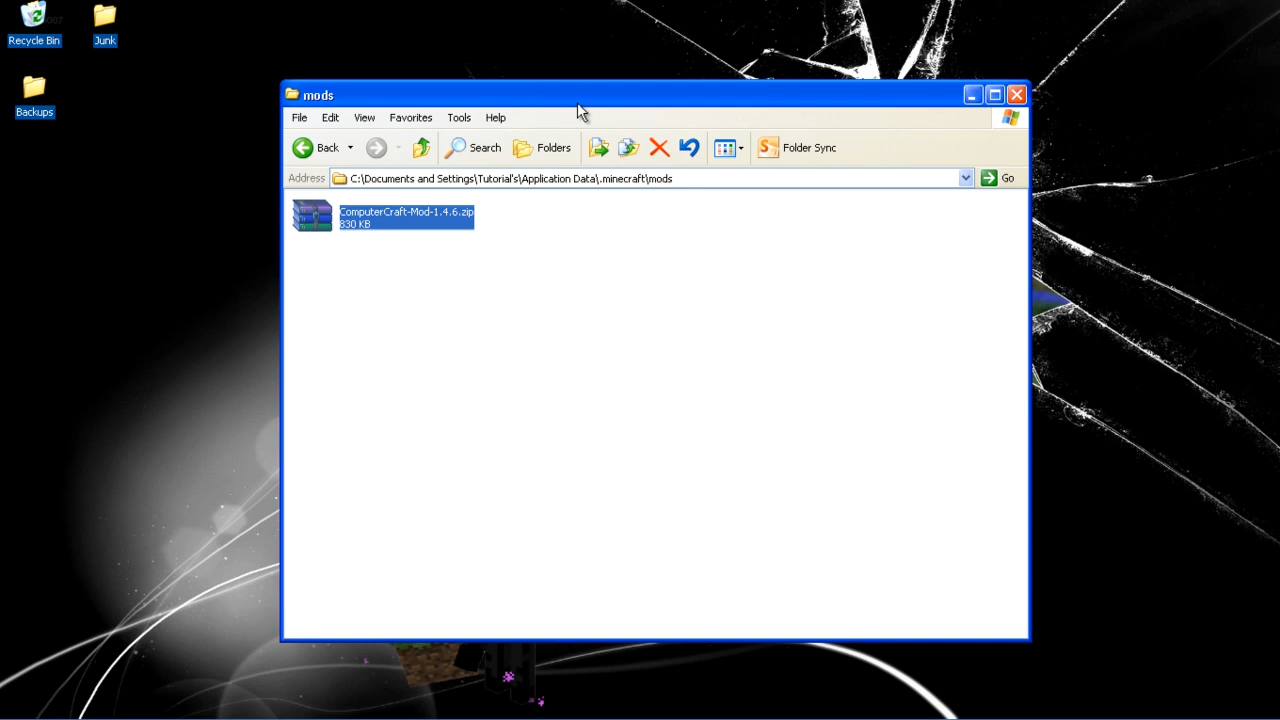 Recycle Bin
Junk
Backups
mods
File Edit View Favorites Tools Help
Back Search Folders Folder Sync
Address C:\Documents and Settings\Tutorial's\Application Data\.minecraft\mods Go
ComputerCraft-Mod-1.4.6.zip
830 KB